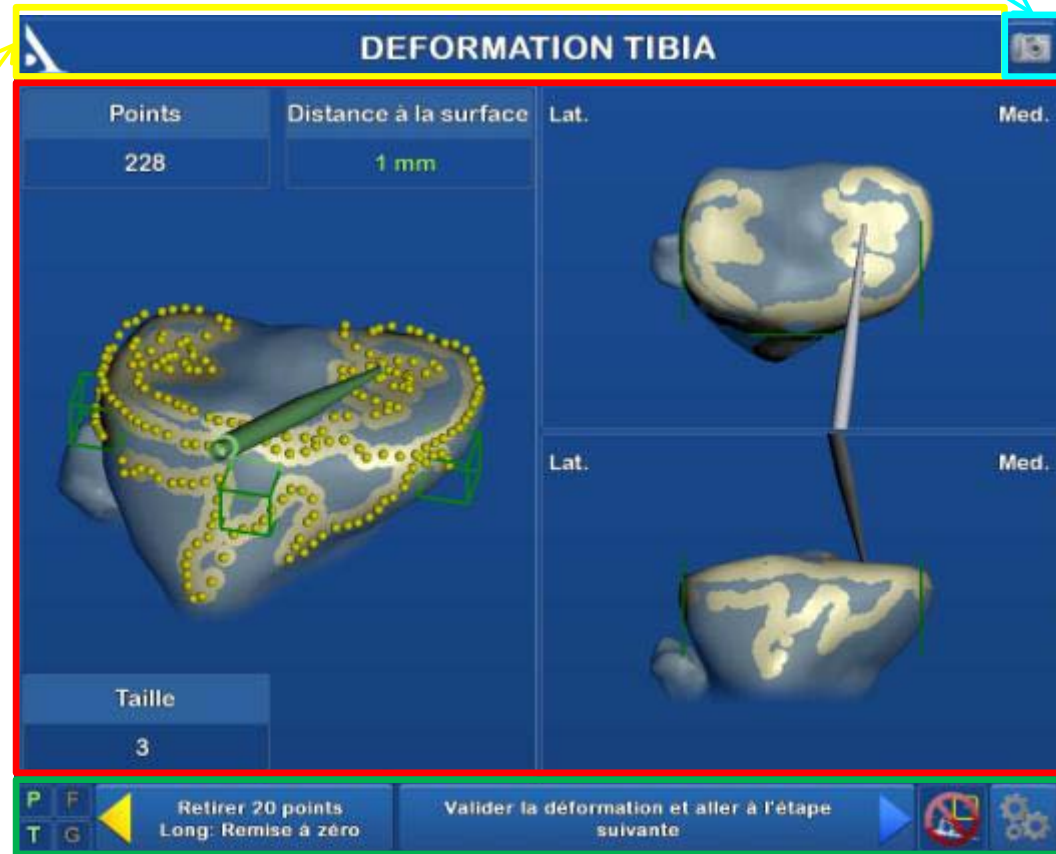 DEFORMATION TIBIA
Points
228
Distance à la surface
1 mm
Lat.
Med.
Lat.
Med.
Taille
3
P F
T G
Retirer 20 points
Long: Remise à zéro
Valider la déformation et aller à l'étape
suivante